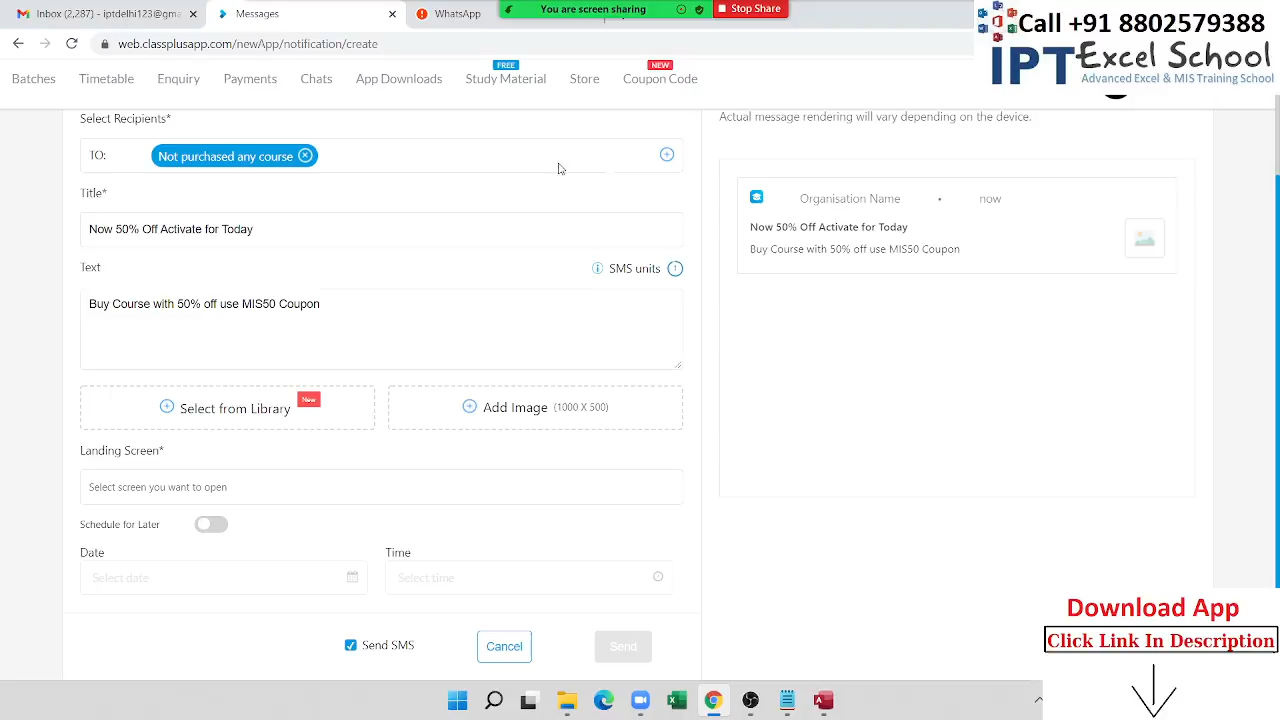 Inbox (2,287) - iptdelhi123@gma
Messages
WhatsApp
You are screen sharing
Stop Share
web.classplusapp.com/newApp/notification/create
Call +91 8802579388
IPT Excel School
Advanced Excel & MIS Training School
FREE
NEW
Batches Timetable Enquiry Payments Chats App Downloads Study Material Store Coupon Code
Select Recipients*
Actual message rendering will vary depending on the device.
TO: Not purchased any course
Title*
Organisation Name • now
Now 50% Off Activate for Today
Now 50% Off Activate for Today
Buy Course with 50% off use MIS50 Coupon
Text
SMS units 1
Buy Course with 50% off use MIS50 Coupon
Select from Library New
Add Image (1000 X 500)
Landing Screen*
Select screen you want to open
Schedule for Later
Date Time
Select date Select time
Send SMS Cancel Send
Download App
Click Link In Description